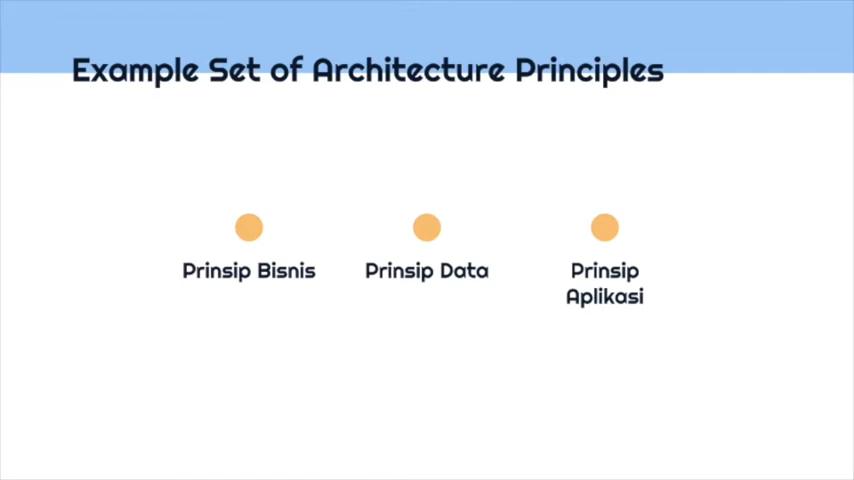 Example Set of Architecture Principles
Prinsip Bisnis
Prinsip Data
Prinsip
Aplikasi